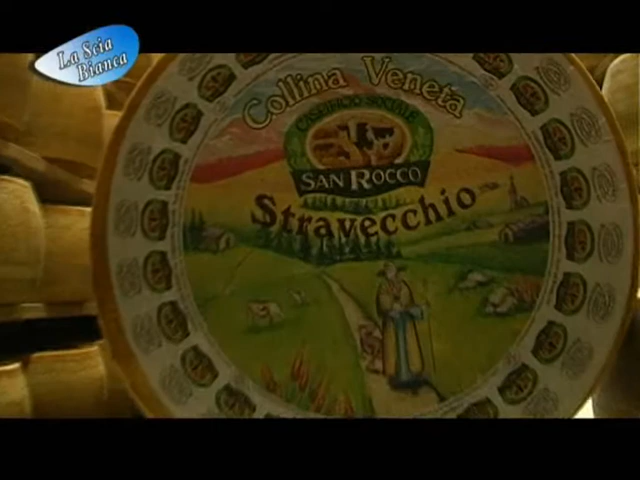 La Scia
Bianca
Collina Veneta
CASEIFICIO SOCIALE
SAN ROCCO
Stravecchio